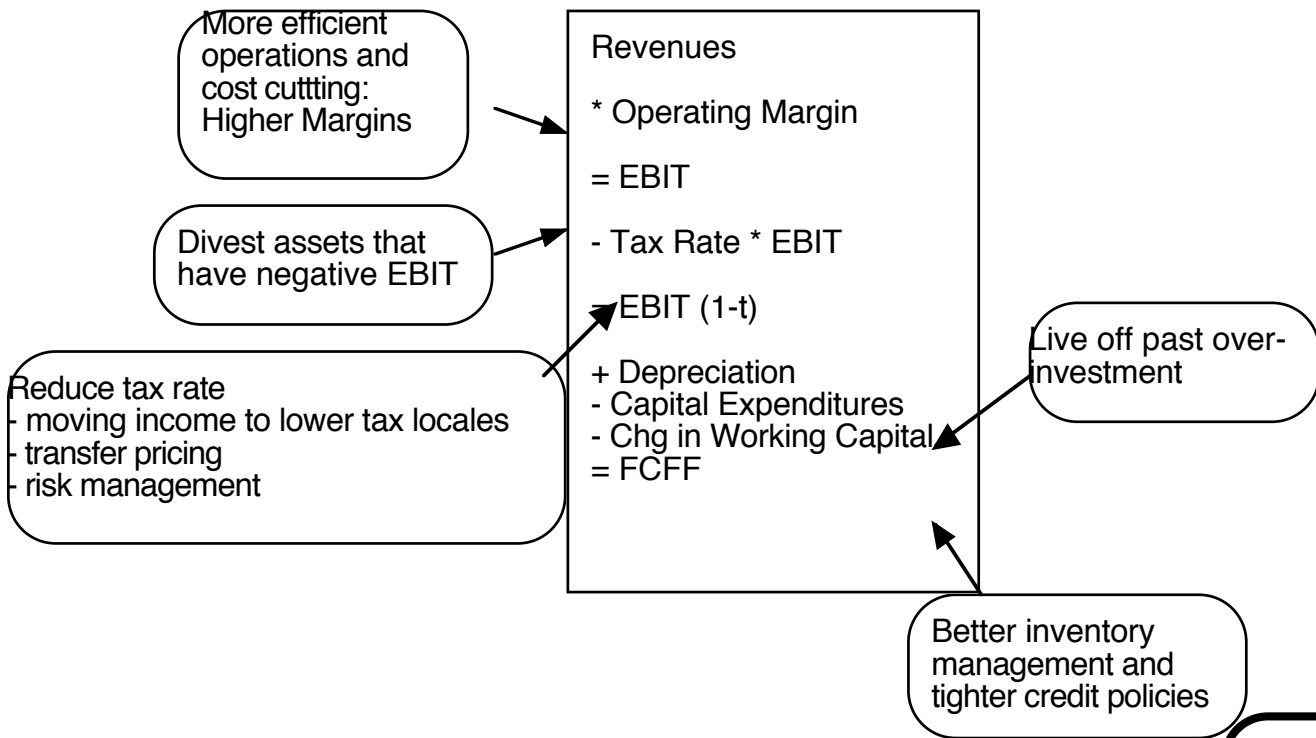 More efficient
operations and
cost cuttting:
Higher Margins
Divest assets that
have negative EBIT
Reduce tax rate
- moving income to lower tax locales
- transfer pricing
- risk management
Revenues
* Operating Margin
= EBIT
- Tax Rate * EBIT
= EBIT (1-t)
+ Depreciation
- Capital Expenditures
- Chg in Working Capital
= FCFF
Live off past over-
investment
Better inventory
management and
tighter credit policies